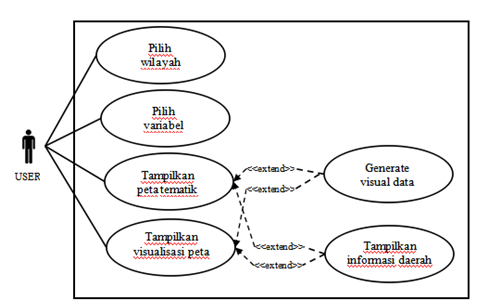 Pilih
wilayah
Pilih
variabel
USER
Tampilkan
peta tematik
<<extend>>
<<extend>>
Generate
visual data
Tampilkan
visualisasi peta
<<extend>>
<<extend>>
Tampilkan
informasi daerah